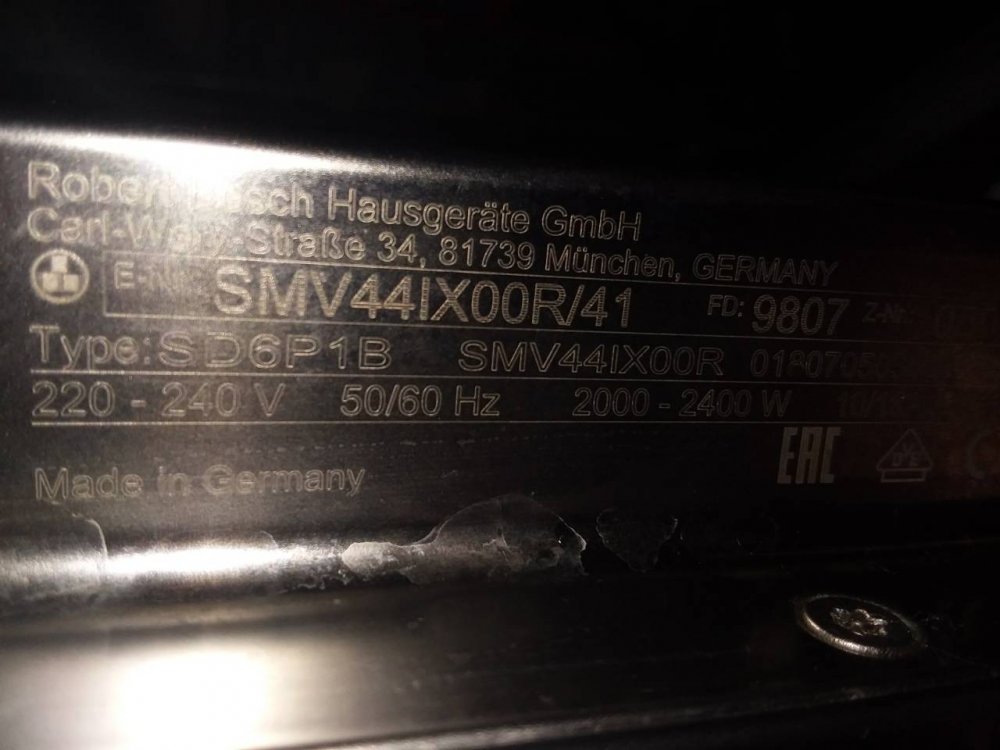 Hausgeräte GmbH
Straße 34, 81739 München, GERMANY
SMV44IX00R/41 FD: 9807 Z-Nr.
Type: SD6P1B SMV44IX00R
220 - 240 V 50/60 Hz 2000 - 2400 W
EAC
Made in Germany